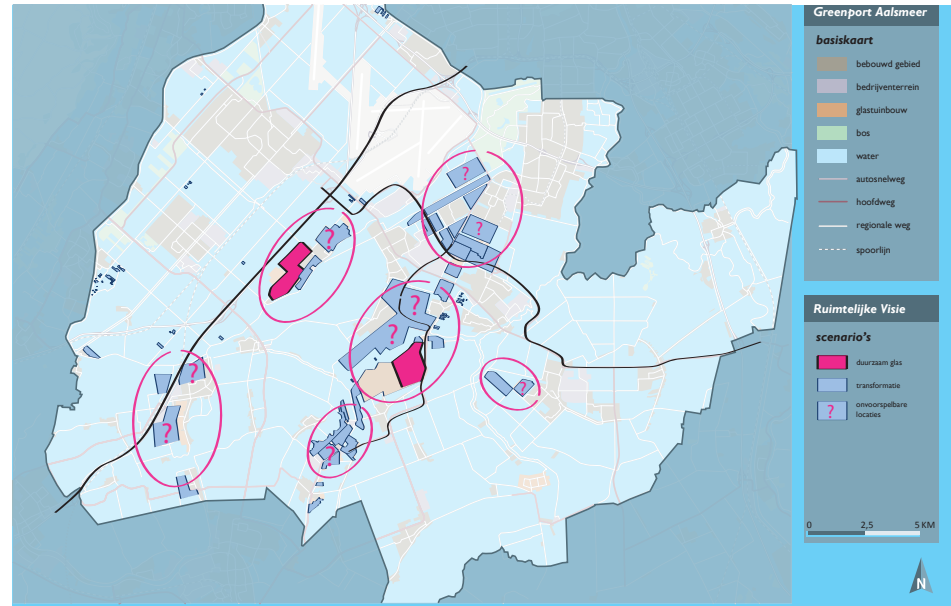 Greenport Aalsmeer
basiskaart
bebouwd gebied
bedrijventerrein
glastuinbouw
bos
water
autosnelweg
hoofdweg
regionale weg
spoorlijn
Ruimtelijke Visie
scenario's
duurzaam glas
transformatie
?
onvoorspelbare
locaties
0 2,5 5 KM
N
?
?
?
?
?
?
?
?
?